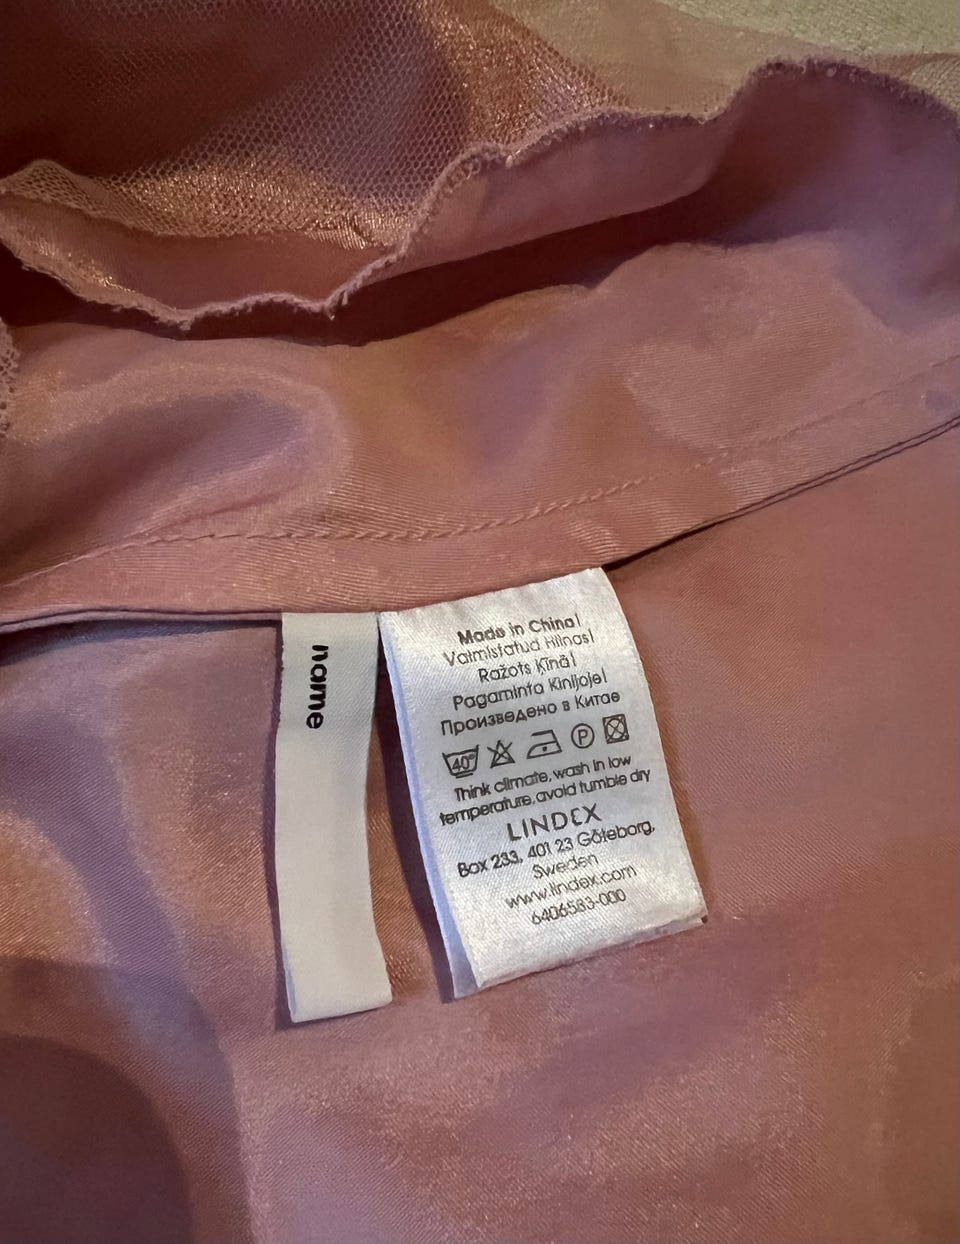 name
Made in China/
Valmistatud Hiinas/
Ražots Ķīnā/
Pagaminta Kinijoje/
Произведено в Китае
40° P
Think climate, wash in low
temperature, avoid tumble dry
LINDEX
Box 233, 401 23 Göteborg,
Sweden
www.lindex.com
6406583-000